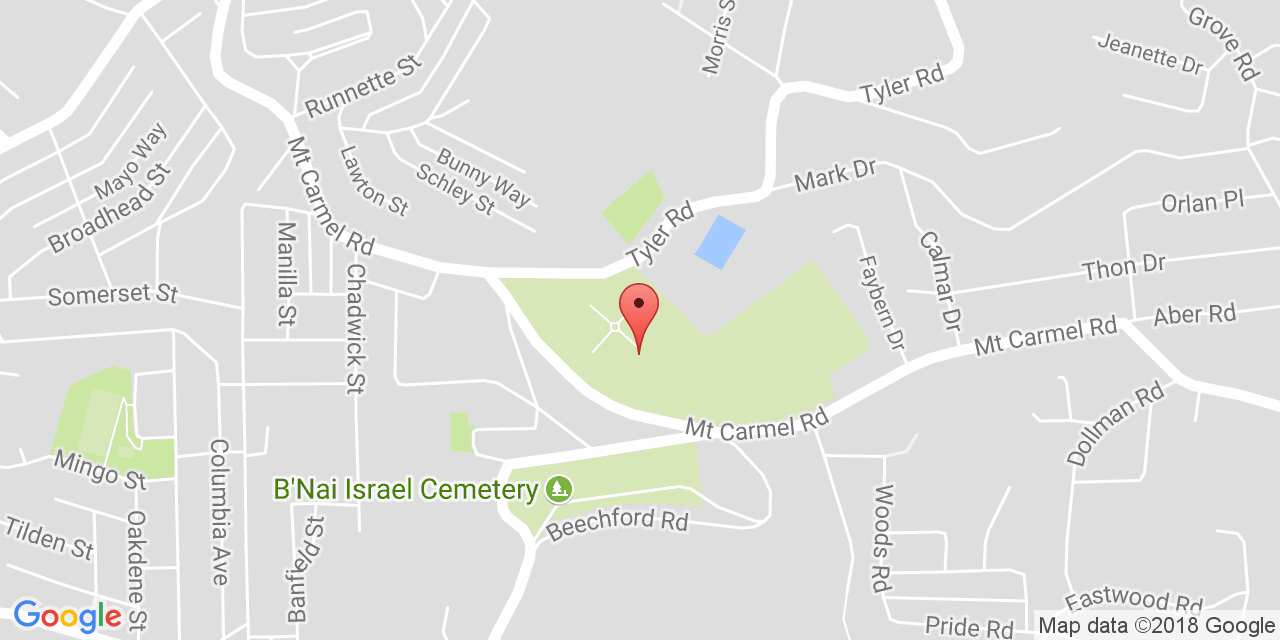 Morris S
Grove Rd
Jeanette Dr
Runnette St
Tyler Rd
Mayo Way
Mt Carmel Rd
Lawton St
Bunny Way
Schley St
Broadhead St
Mark Dr
Orlan Pl
Tyler Rd
Manilla St
Chadwick St
Calmar Dr
Faybern Dr
Thon Dr
Somerset St
Aber Rd
Mt Carmel Rd
Dollman Rd
Mt Carmel Rd
Mingo St
Columbia Ave
B'Nai Israel Cemetery
Beechford Rd
Woods Rd
Tilden St
Oakdene St
Banfield St
Eastwood Rd
Pride Rd
Google
Map data ©2018 Google